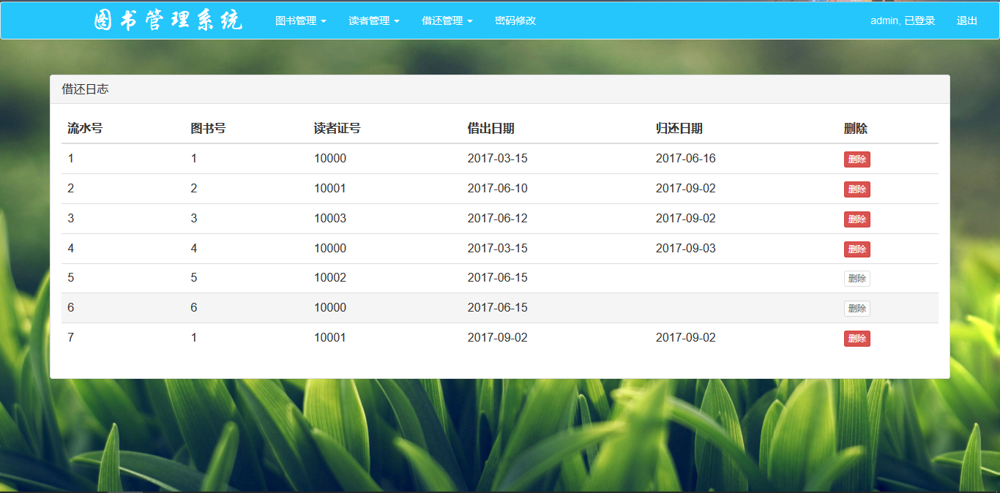 图书管理系统 图书管理 读者管理 借还管理 密码修改 admin, 已登录 退出
借还日志
流水号 图书号 读者证号 借出日期 归还日期 删除
1 1 10000 2017-03-15 2017-06-16 删除
2 2 10001 2017-06-10 2017-09-02 删除
3 3 10003 2017-06-12 2017-09-02 删除
4 4 10000 2017-03-15 2017-09-03 删除
5 5 10002 2017-06-15 删除
6 6 10000 2017-06-15 删除
7 1 10001 2017-09-02 2017-09-02 删除